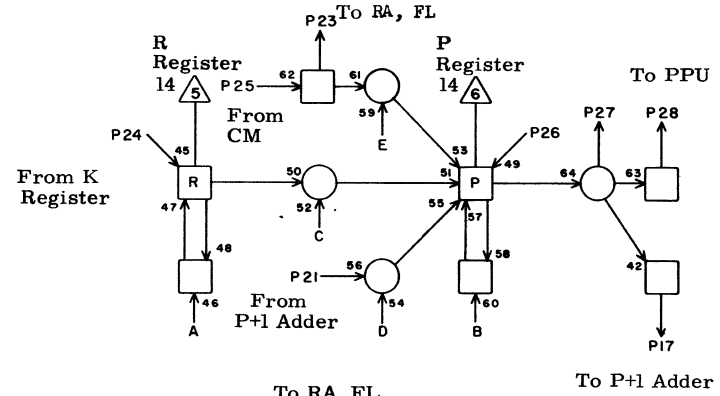 To RA, FL
P23
R
Register
14
5
P25
62
61
P
Register
14
6
To PPU
From
CM
59
E
P24
45
53
P26
49
P27
P28
From K
Register
R
50
51
P
64
63
47
52
C
55
57
48
46
A
P21
56
54
From
P+1 Adder
D
58
60
B
42
P17
To P+1 Adder
To RA, FL